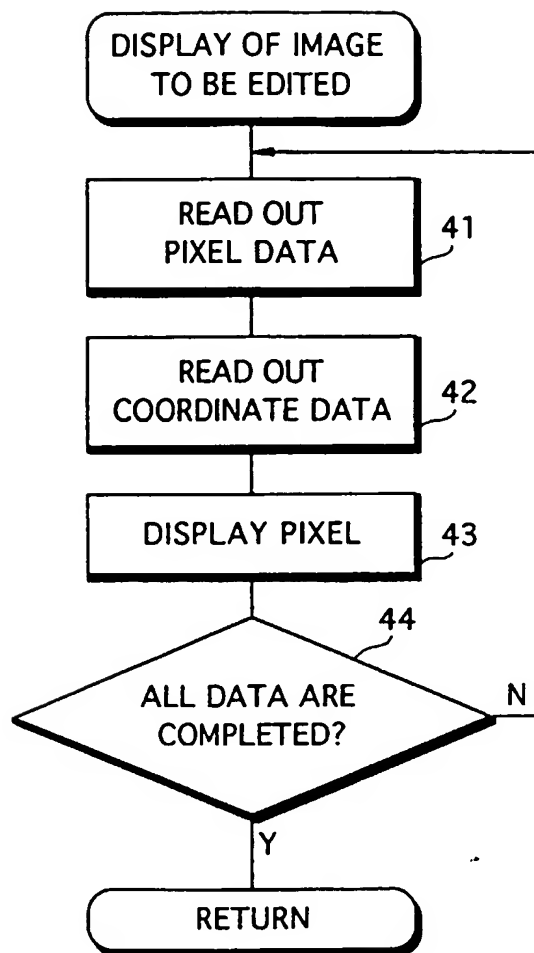 DISPLAY OF IMAGE
TO BE EDITED
READ OUT
PIXEL DATA
41
READ OUT
COORDINATE DATA
42
DISPLAY PIXEL
43
44
ALL DATA ARE
COMPLETED?
N
Y
RETURN